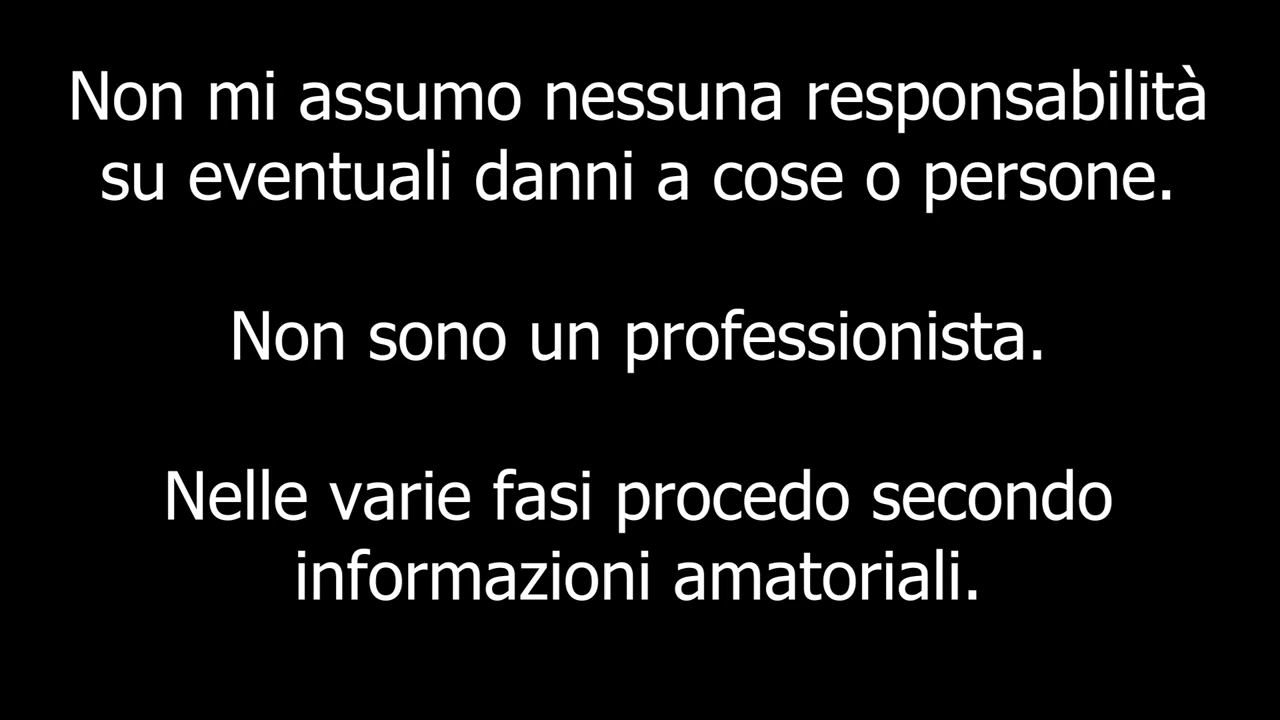 Non mi assumo nessuna responsabilità
su eventuali danni a cose o persone.
Non sono un professionista.
Nelle varie fasi procedo secondo
informazioni amatoriali.